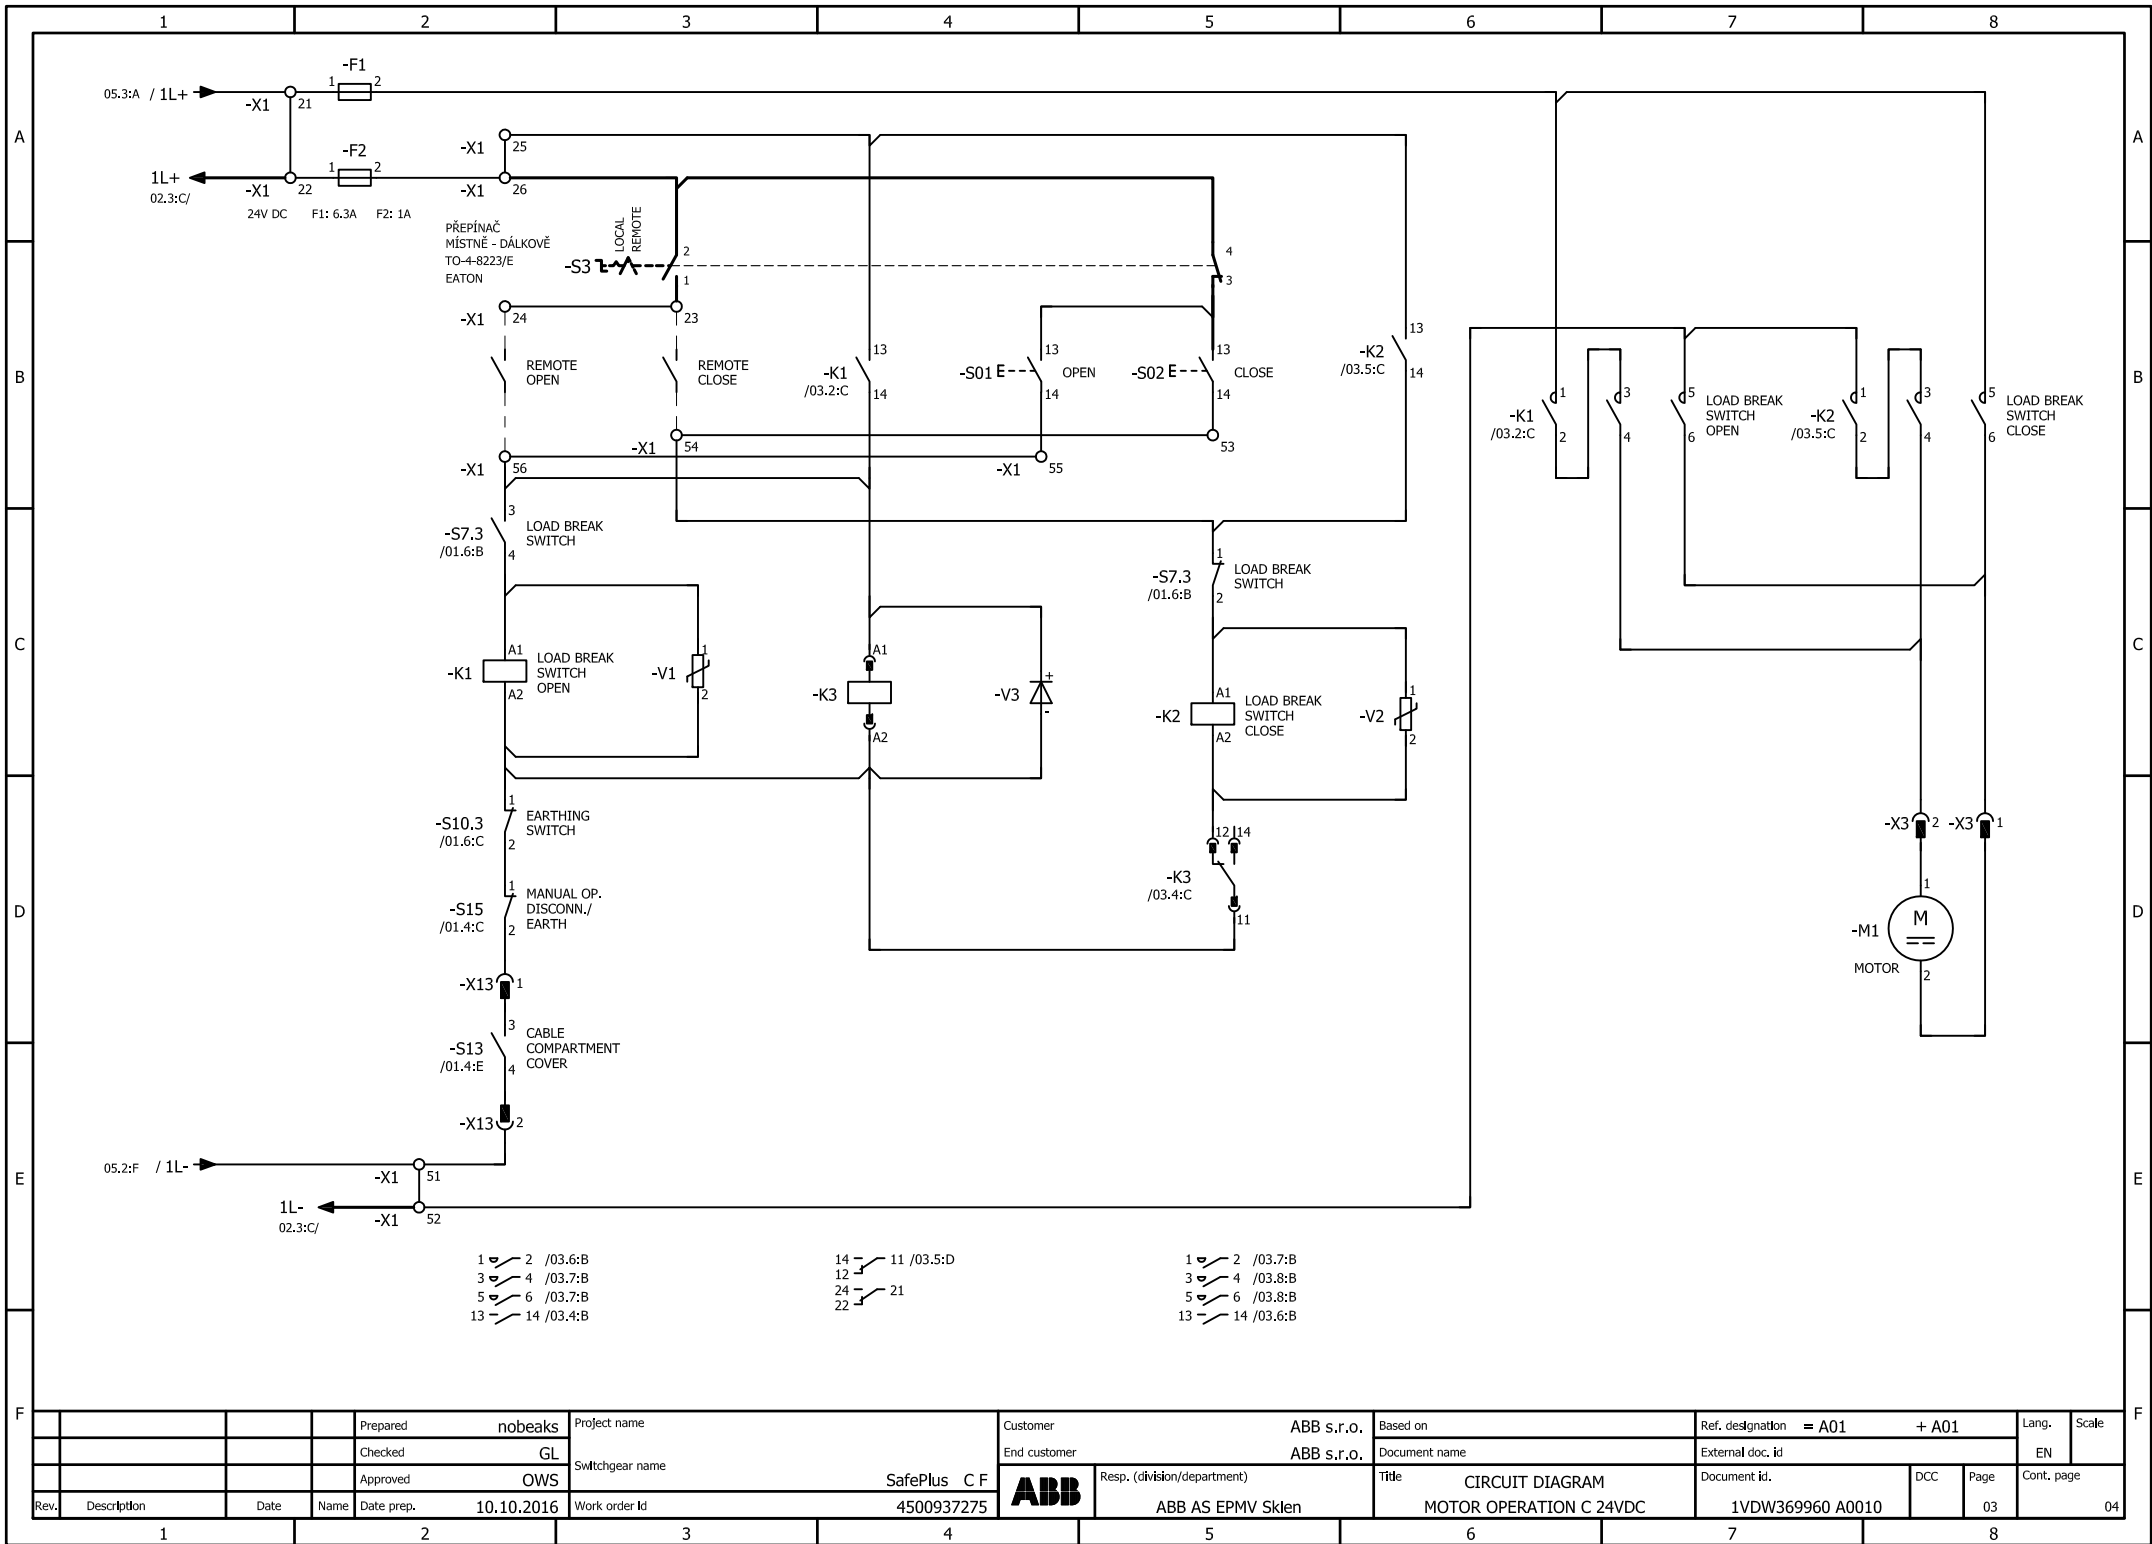 1 2 3 4 5 6 7 8
-F1
1 2
05.3:A / 1L+
-X1 21
A A
-F2
-X1 25
1 2
1L+
-X1 22
-X1 26
02.3:C/
24V DC F1: 6.3A F2: 1A
PŘEPÍNAČ
MÍSTNĚ - DÁLKOVĚ
TO-4-8223/E
EATON
LOCAL
REMOTE
-S3
2
1
4
3
-X1 24
23
B B
REMOTE
OPEN
REMOTE
CLOSE
-K1
/03.2:C
13
14
-S01 E
13
14
OPEN
-S02 E
13
14
CLOSE
-K2
/03.5:C
13
14
-K1
/03.2:C
1
2
3
4
5
6
LOAD BREAK
SWITCH
OPEN
-K2
/03.5:C
1
2
3
4
5
6
LOAD BREAK
SWITCH
CLOSE
-X1 54
53
-X1 56
-X1 55
-S7.3
/01.6:B
3
4
LOAD BREAK
SWITCH
-S7.3
/01.6:B
1
2
LOAD BREAK
SWITCH
C C
-K1
A1
A2
LOAD BREAK
SWITCH
OPEN
-V1
1
2
-K3
A1
A2
-V3
+
-
-K2
A1
A2
LOAD BREAK
SWITCH
CLOSE
-V2
1
2
-S10.3
/01.6:C
1
2
EARTHING
SWITCH
12 14
-K3
/03.4:C
11
-X3 2 -X3 1
D D
-S15
/01.4:C
1
2
MANUAL OP.
DISCONN./
EARTH
-M1
1
M
2
MOTOR
-X13 1
-S13
/01.4:E
3
4
CABLE
COMPARTMENT
COVER
-X13 2
05.2:F / 1L-
-X1 51
E E
1L-
02.3:C/
-X1 52
1 2 /03.6:B
3 4 /03.7:B
5 6 /03.7:B
13 14 /03.4:B
14 11 /03.5:D
12
24 21
22
1 2 /03.7:B
3 4 /03.8:B
5 6 /03.8:B
13 14 /03.6:B
F F
Prepared nobeaks
Checked GL
Approved OWS
Rev. Description Date Name Date prep. 10.10.2016
Project name
Switchgear name
SafePlus C F
Work order id 4500937275
Customer ABB s.r.o.
End customer ABB s.r.o.
ABB
Resp. (division/department)
ABB AS EPMV Skien
Based on
Document name
Title CIRCUIT DIAGRAM
MOTOR OPERATION C 24VDC
Ref. designation = A01 + A01
External doc. id
Document id.
1VDW369960 A0010
DCC
Page
03
Lang.
EN
Scale
Cont. page
04
1 2 3 4 5 6 7 8